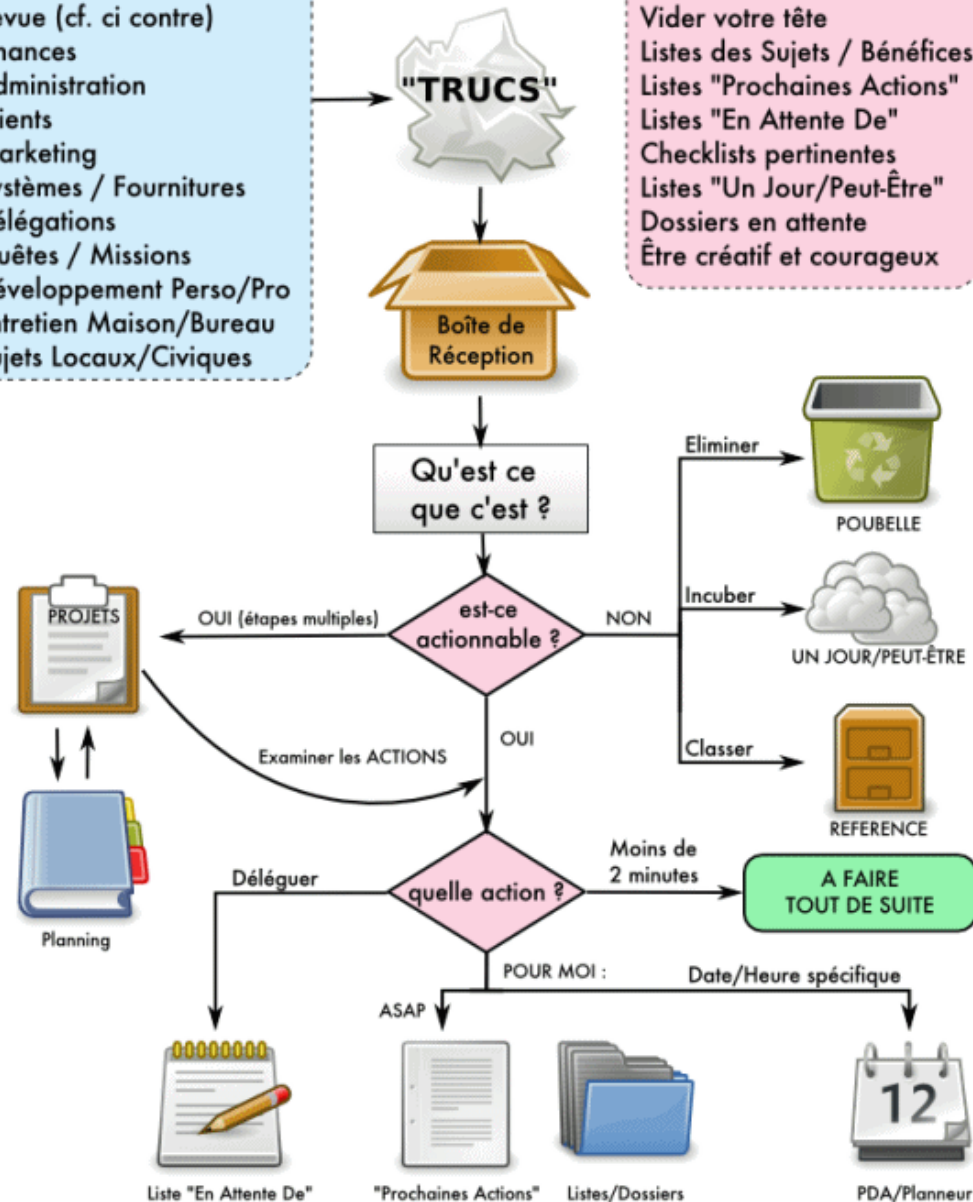 evue (cf. ci contre)
nances
dministration
ients
arketing
ystèmes / Fournitures
élégations
uêtes / Missions
éveloppement Perso/Pro
ntretien Maison/Bureau
ujets Locaux/Civiques
"TRUCS"
Vider votre tête
Listes des Sujets / Bénéfices
Listes "Prochaines Actions"
Listes "En Attente De"
Checklists pertinentes
Listes "Un Jour/Peut-Être"
Dossiers en attente
Être créatif et courageux
Boîte de
Réception
Qu'est ce
que c'est ?
Eliminer
POUBELLE
est-ce
actionnable ?
OUI (étapes multiples)
PROJETS
NON
Incuber
UN JOUR/PEUT-ÊTRE
OUI
Examiner les ACTIONS
Classer
REFERENCE
Planning
Déléguer
quelle action ?
Moins de
2 minutes
A FAIRE
TOUT DE SUITE
POUR MOI :
Date/Heure spécifique
ASAP
12
Liste "En Attente De"
"Prochaines Actions"
Listes/Dossiers
PDA/Planneur